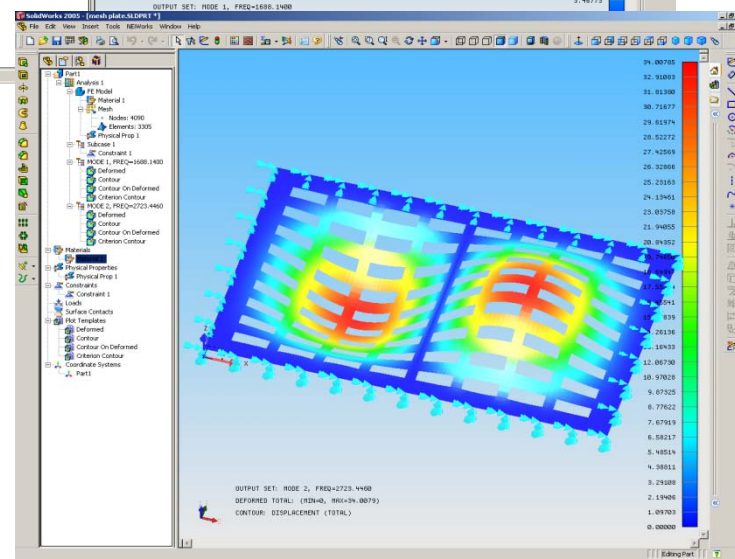 OUTPUT SET: MODE 1, FREQ=1688.1400
3.48773
SolidWorks 2005 - [mesh plate.SLDPRT *]
File Edit View Insert Tools NEiWorks Window Help
Part1
Analysis 1
FE Model
Material 1
Mesh
Nodes: 4090
Elements: 3305
Physical Prop 1
Subcase 1
Constraint 1
MODE 1, FREQ=1688.1400
Deformed
Contour
Contour On Deformed
Criterion Contour
MODE 2, FREQ=2723.4460
Deformed
Contour
Contour On Deformed
Criterion Contour
Materials
Physical Properties
Physical Prop 1
Constraints
Constraint 1
Loads
Surface Contacts
Plot Templates
Deformed
Contour
Contour On Deformed
Criterion Contour
Coordinate Systems
Part1
34.00785
32.91083
31.81380
30.71677
29.61974
28.52272
27.42569
26.32866
25.23163
24.13461
23.03758
21.94055
20.84352
12.06730
10.97028
9.87325
8.77622
7.67919
6.58217
5.48514
4.38811
3.29108
2.19406
1.09703
0.00000
X
OUTPUT SET: MODE 2, FREQ=2723.4460
DEFORMED TOTAL: (MIN=0, MAX=34.0079)
CONTOUR: DISPLACEMENT (TOTAL)
Editing Part